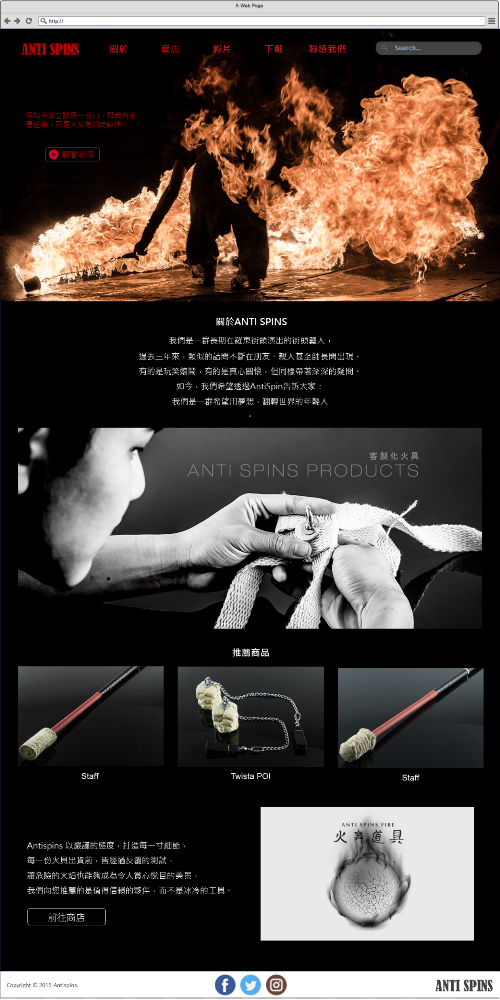 A Web Page
http://
ANTI SPINS
關於
商店
影片
下載
聯絡我們
Search...
假如表演之路是一座山，那我肯定
還在攀，只是火焰跑的比較快。
觀看表演
關於ANTI SPINS
我們是一群長期在羅東街頭演出的街頭藝人，
過去三年來，類似的詰問不斷在朋友、親人甚至師長間出現。
有的是玩笑嬉鬧，有的是真心關懷，但同樣帶著深深的疑問。
如今，我們希望透過AntiSpin告訴大家：
我們是一群希望用夢想，翻轉世界的年輕人
。
客製化火具
ANTI SPINS PRODUCTS
推薦商品
Staff
Twista POI
Staff
ANTI SPINS FIRE
火舞道具
Antispins 以嚴謹的態度，打造每一寸細節，
每一份火具出貨前，皆經過反覆的測試，
讓危險的火焰也能夠成為令人賞心悅目的美景，
我們向您推薦的是值得信賴的夥伴，而不是冰冷的工具。
前往商店
Copyright © 2015 Antispins.
ANTI SPINS